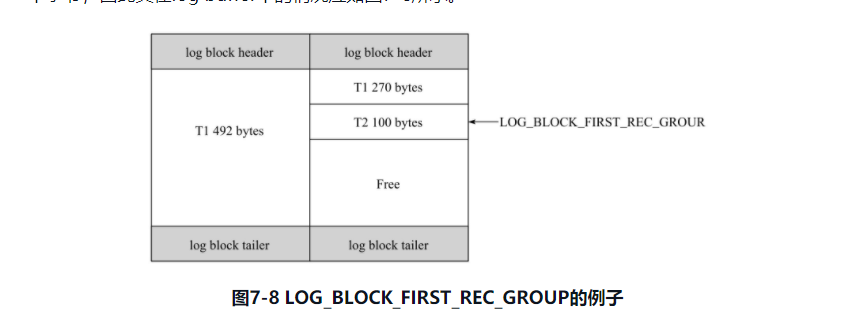 log block header
log block header
T1 270 bytes
T1 492 bytes
T2 100 bytes
LOG_BLOCK_FIRST_REC_GROUR
Free
log block tailer
log block tailer
图7-8 LOG_BLOCK_FIRST_REC_GROUP的例子